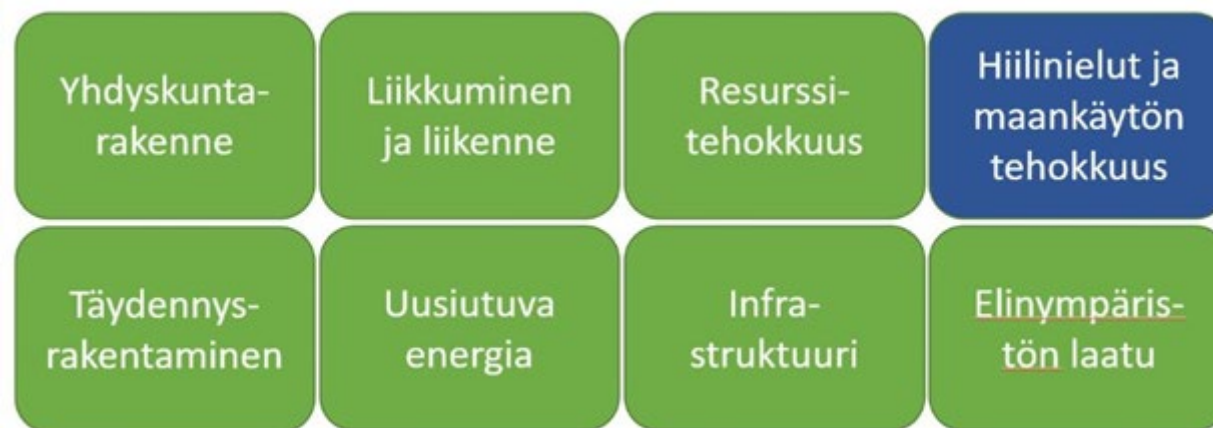 Yhdyskunta-
rakenne
Liikkuminen
ja liikenne
Resurssi-
tehokkuus
Hiilinielut ja
maankäytön
tehokkuus
Täydennys-
rakentaminen
Uusiutuva
energia
Infra-
struktuuri
Elinympäris-
tön laatu